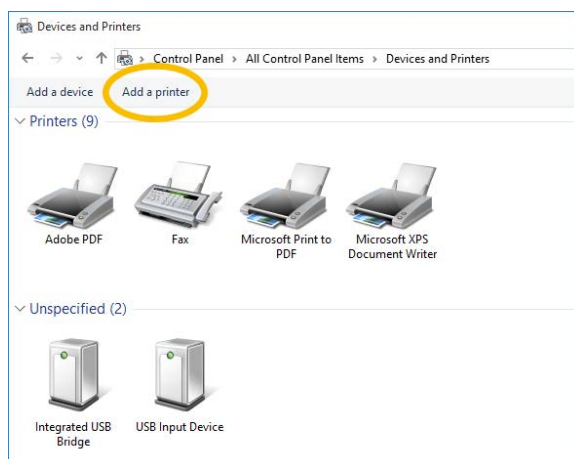 Devices and Printers
Control Panel > All Control Panel Items > Devices and Printers
Add a device Add a printer
Printers (9)
Adobe PDF Fax Microsoft Print to Microsoft XPS
PDF Document Writer
Unspecified (2)
Integrated USB USB Input Device
Bridge